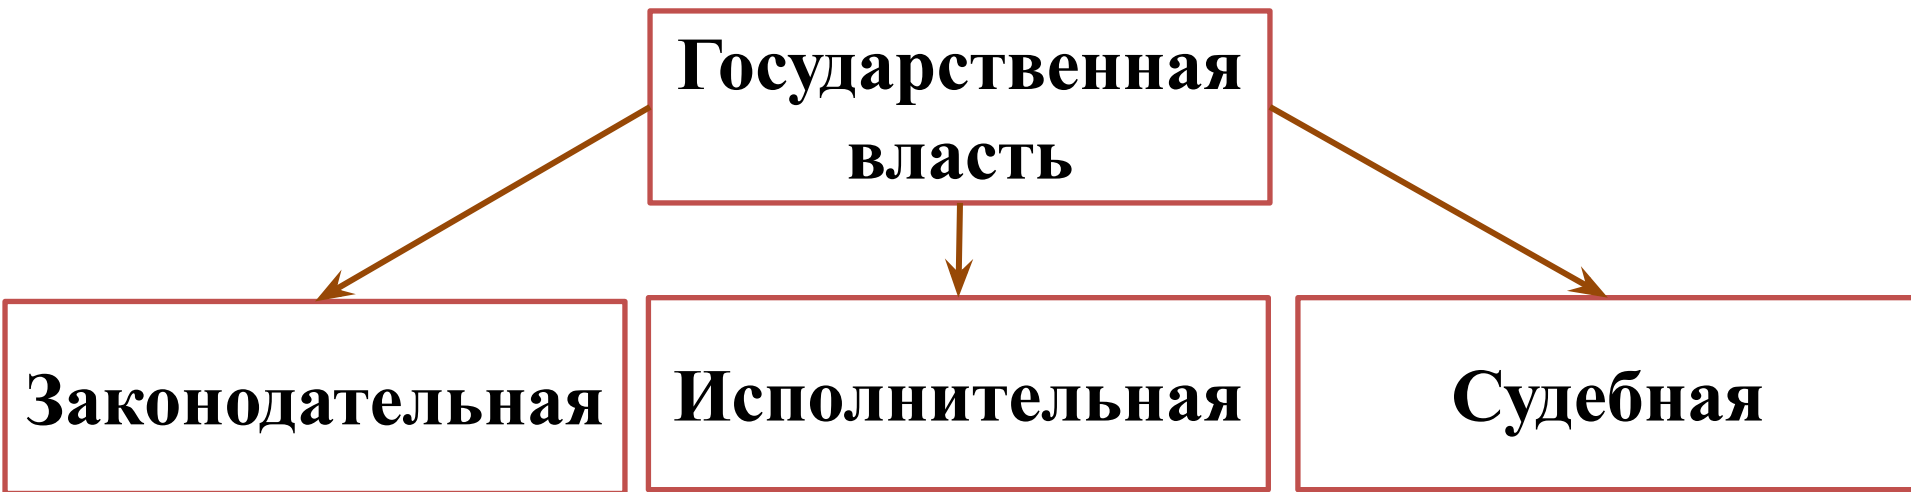 Государственная
власть
Законодательная
Исполнительная
Судебная